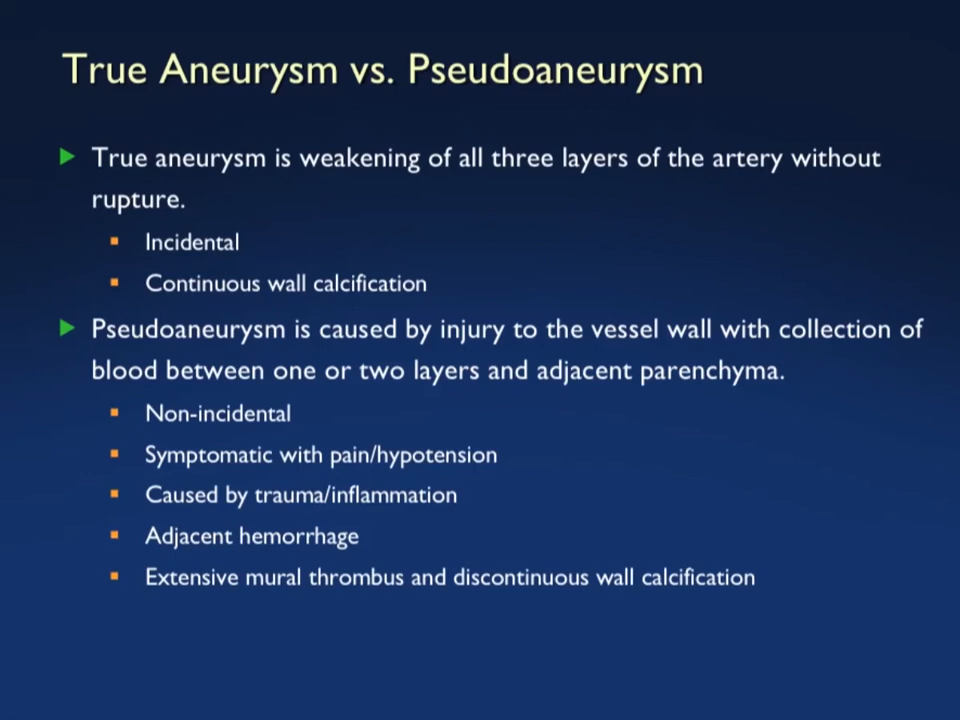 True Aneurysm vs. Pseudoaneurysm
True aneurysm is weakening of all three layers of the artery without
rupture.
Incidental
Continuous wall calcification
Pseudoaneurysm is caused by injury to the vessel wall with collection of
blood between one or two layers and adjacent parenchyma.
Non-incidental
Symptomatic with pain/hypotension
Caused by trauma/inflammation
Adjacent hemorrhage
Extensive mural thrombus and discontinuous wall calcification